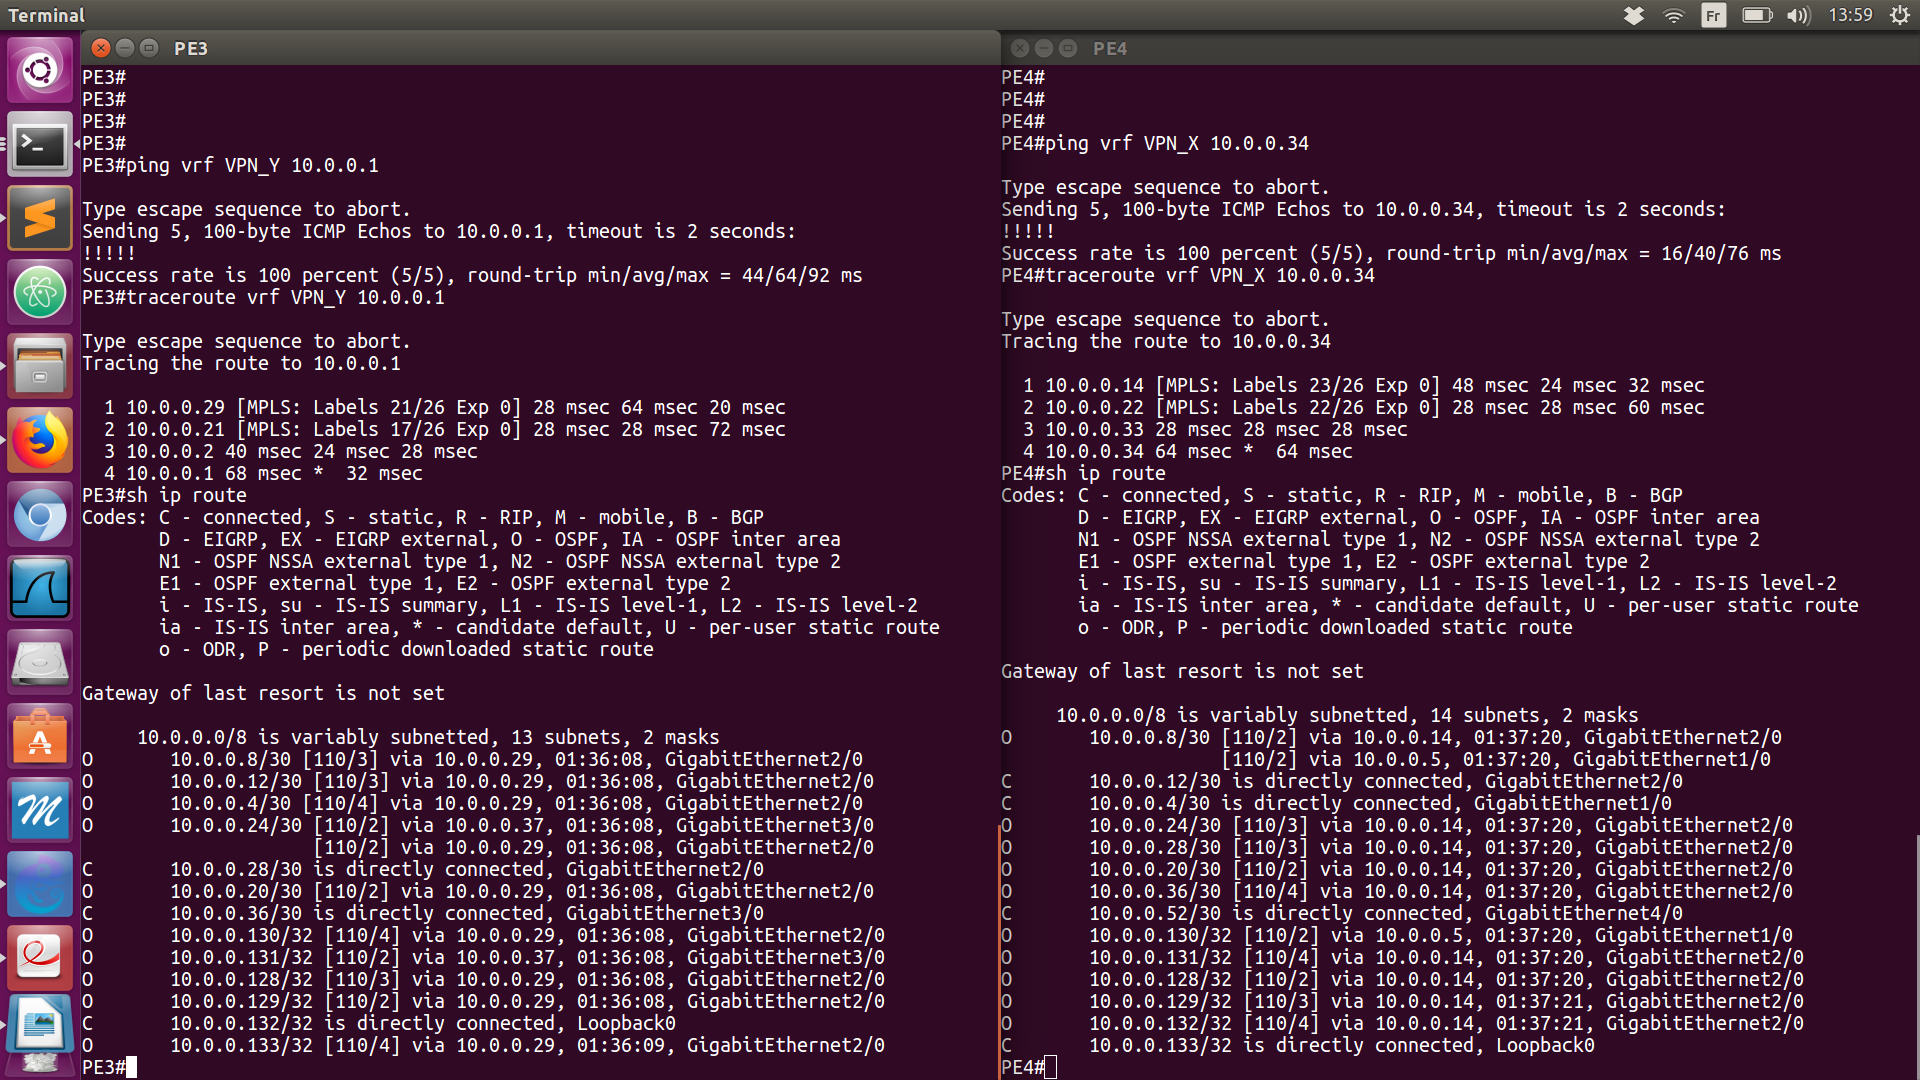 Terminal
Fr
13:59
PE3
PE3#
PE3#
PE3#
PE3#
PE3#ping vrf VPN_Y 10.0.0.1
Type escape sequence to abort.
Sending 5, 100-byte ICMP Echos to 10.0.0.1, timeout is 2 seconds:
!!!!!
Success rate is 100 percent (5/5), round-trip min/avg/max = 44/64/92 ms
PE3#traceroute vrf VPN_Y 10.0.0.1
Type escape sequence to abort.
Tracing the route to 10.0.0.1
1 10.0.0.29 [MPLS: Labels 21/26 Exp 0] 28 msec 64 msec 20 msec
2 10.0.0.21 [MPLS: Labels 17/26 Exp 0] 28 msec 28 msec 72 msec
3 10.0.0.2 40 msec 24 msec 28 msec
4 10.0.0.1 68 msec *  32 msec
PE3#sh ip route
Codes: C - connected, S - static, R - RIP, M - mobile, B - BGP
D - EIGRP, EX - EIGRP external, O - OSPF, IA - OSPF inter area
N1 - OSPF NSSA external type 1, N2 - OSPF NSSA external type 2
E1 - OSPF external type 1, E2 - OSPF external type 2
i - IS-IS, su - IS-IS summary, L1 - IS-IS level-1, L2 - IS-IS level-2
ia - IS-IS inter area, * - candidate default, U - per-user static route
o - ODR, P - periodic downloaded static route
Gateway of last resort is not set
10.0.0.0/8 is variably subnetted, 13 subnets, 2 masks
O 10.0.0.8/30 [110/3] via 10.0.0.29, 01:36:08, GigabitEthernet2/0
O 10.0.0.12/30 [110/3] via 10.0.0.29, 01:36:08, GigabitEthernet2/0
O 10.0.0.4/30 [110/4] via 10.0.0.29, 01:36:08, GigabitEthernet2/0
O 10.0.0.24/30 [110/2] via 10.0.0.37, 01:36:08, GigabitEthernet3/0
[110/2] via 10.0.0.29, 01:36:08, GigabitEthernet2/0
C 10.0.0.28/30 is directly connected, GigabitEthernet2/0
O 10.0.0.20/30 [110/2] via 10.0.0.29, 01:36:08, GigabitEthernet2/0
C 10.0.0.36/30 is directly connected, GigabitEthernet3/0
O 10.0.0.130/32 [110/4] via 10.0.0.29, 01:36:08, GigabitEthernet2/0
O 10.0.0.131/32 [110/2] via 10.0.0.37, 01:36:08, GigabitEthernet3/0
O 10.0.0.128/32 [110/3] via 10.0.0.29, 01:36:08, GigabitEthernet2/0
O 10.0.0.129/32 [110/2] via 10.0.0.29, 01:36:08, GigabitEthernet2/0
C 10.0.0.132/32 is directly connected, Loopback0
O 10.0.0.133/32 [110/4] via 10.0.0.29, 01:36:09, GigabitEthernet2/0
PE3#
PE4
PE4#
PE4#
PE4#
PE4#ping vrf VPN_X 10.0.0.34
Type escape sequence to abort.
Sending 5, 100-byte ICMP Echos to 10.0.0.34, timeout is 2 seconds:
!!!!!
Success rate is 100 percent (5/5), round-trip min/avg/max = 16/40/76 ms
PE4#traceroute vrf VPN_X 10.0.0.34
Type escape sequence to abort.
Tracing the route to 10.0.0.34
1 10.0.0.14 [MPLS: Labels 23/26 Exp 0] 48 msec 24 msec 32 msec
2 10.0.0.22 [MPLS: Labels 22/26 Exp 0] 28 msec 28 msec 60 msec
3 10.0.0.33 28 msec 28 msec 28 msec
4 10.0.0.34 64 msec *  64 msec
PE4#sh ip route
Codes: C - connected, S - static, R - RIP, M - mobile, B - BGP
D - EIGRP, EX - EIGRP external, O - OSPF, IA - OSPF inter area
N1 - OSPF NSSA external type 1, N2 - OSPF NSSA external type 2
E1 - OSPF external type 1, E2 - OSPF external type 2
i - IS-IS, su - IS-IS summary, L1 - IS-IS level-1, L2 - IS-IS level-2
ia - IS-IS inter area, * - candidate default, U - per-user static route
o - ODR, P - periodic downloaded static route
Gateway of last resort is not set
10.0.0.0/8 is variably subnetted, 14 subnets, 2 masks
O 10.0.0.8/30 [110/2] via 10.0.0.14, 01:37:20, GigabitEthernet2/0
[110/2] via 10.0.0.5, 01:37:20, GigabitEthernet1/0
C 10.0.0.12/30 is directly connected, GigabitEthernet2/0
C 10.0.0.4/30 is directly connected, GigabitEthernet1/0
O 10.0.0.24/30 [110/3] via 10.0.0.14, 01:37:20, GigabitEthernet2/0
O 10.0.0.28/30 [110/3] via 10.0.0.14, 01:37:20, GigabitEthernet2/0
O 10.0.0.20/30 [110/2] via 10.0.0.14, 01:37:20, GigabitEthernet2/0
O 10.0.0.36/30 [110/4] via 10.0.0.14, 01:37:20, GigabitEthernet2/0
C 10.0.0.52/30 is directly connected, GigabitEthernet4/0
O 10.0.0.130/32 [110/2] via 10.0.0.5, 01:37:20, GigabitEthernet1/0
O 10.0.0.131/32 [110/4] via 10.0.0.14, 01:37:20, GigabitEthernet2/0
O 10.0.0.128/32 [110/2] via 10.0.0.14, 01:37:20, GigabitEthernet2/0
O 10.0.0.129/32 [110/3] via 10.0.0.14, 01:37:21, GigabitEthernet2/0
O 10.0.0.132/32 [110/4] via 10.0.0.14, 01:37:21, GigabitEthernet2/0
C 10.0.0.133/32 is directly connected, Loopback0
PE4#